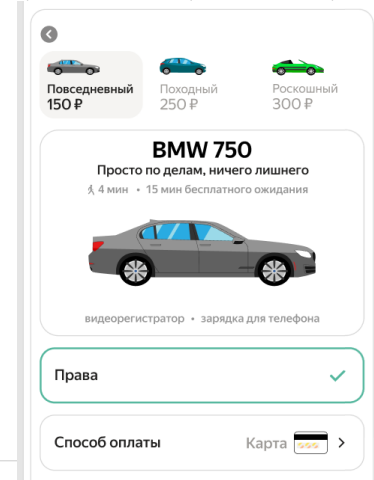 Повседневный
150 ₽
Походный
250 ₽
Роскошный
300 ₽
BMW 750
Просто по делам, ничего лишнего
4 мин • 15 мин бесплатного ожидания
видеорегистратор • зарядка для телефона
Права
Способ оплаты
Карта